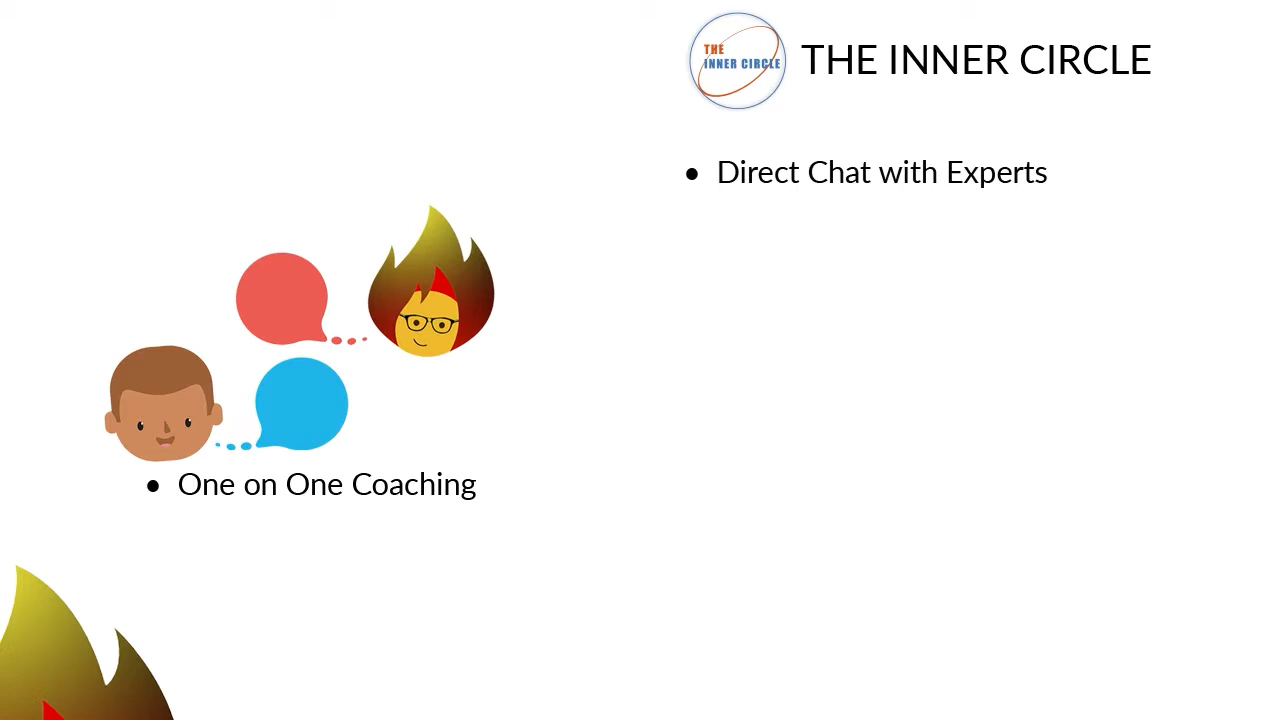 THE
INNER CIRCLE
THE INNER CIRCLE
• Direct Chat with Experts
• One on One Coaching